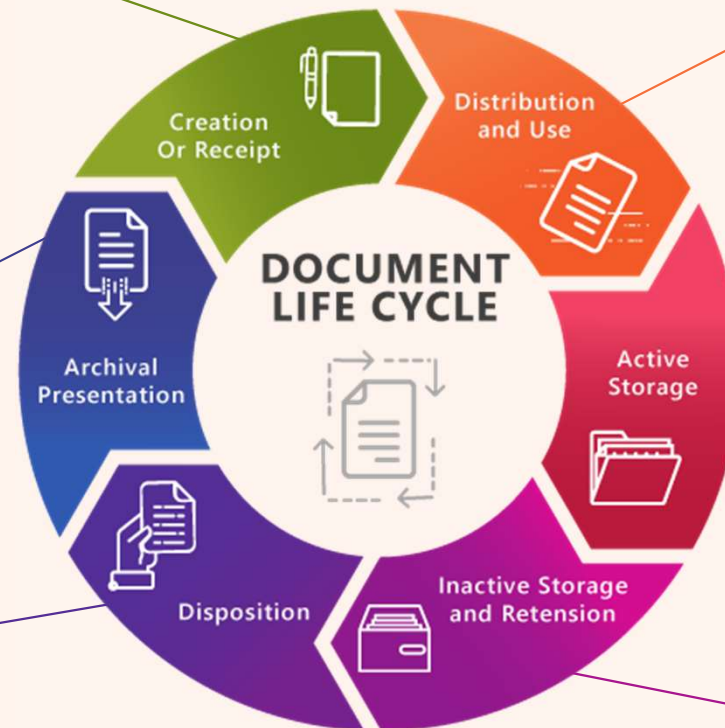 DOCUMENT
LIFE CYCLE
Creation
Or Receipt
Distribution
and Use
Active
Storage
Inactive Storage
and Retension
Disposition
Archival
Presentation